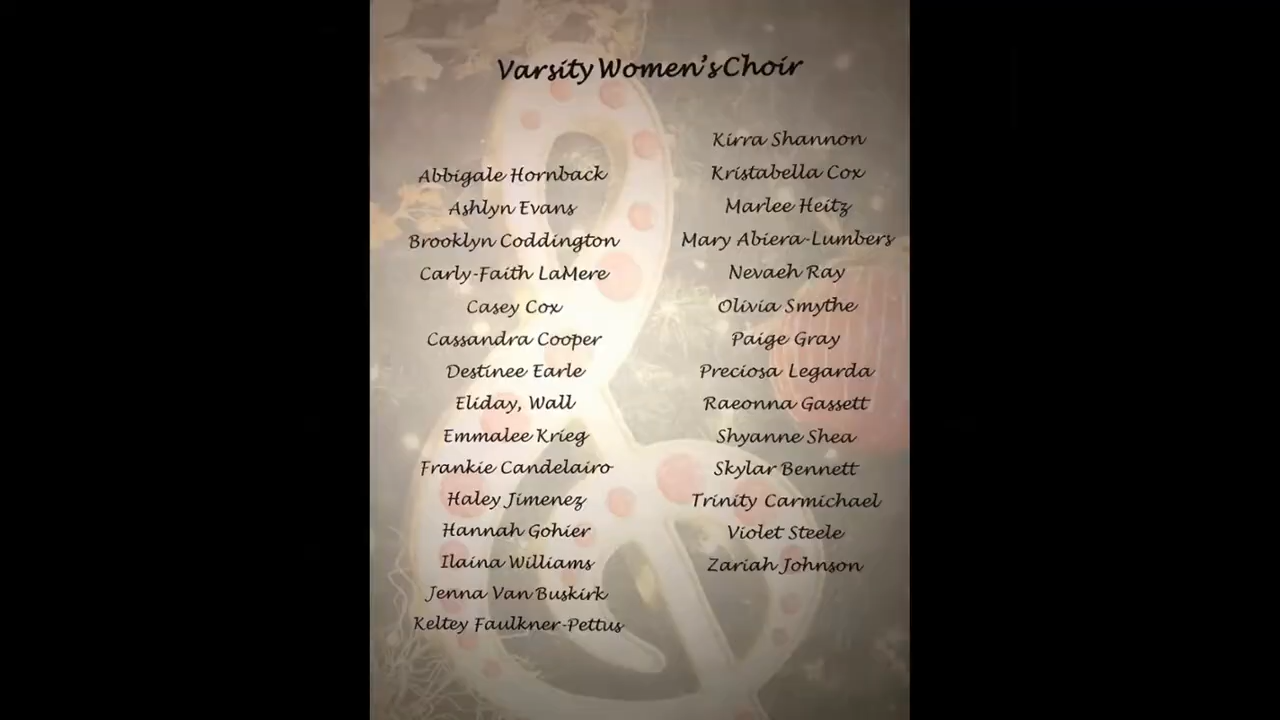 Varsity Women's Choir
Abbigale Hornback
Ashlyn Evans
Brooklyn Coddington
Carly-Faith LaMere
Casey Cox
Cassandra Cooper
Destinee Earle
Eliday, Wall
Emmalee Krieg
Frankie Candelairo
Haley Jimenez
Hannah Gohier
Ilaina Williams
Jenna Van Buskirk
Keltey Faulkner-Pettus
Kirra Shannon
Kristabella Cox
Marlee Heitz
Mary Abiera-Lumbers
Nevaeh Ray
Olivia Smythe
Paige Gray
Preciosa Legarda
Raeonna Gassett
Shyanne Shea
Skylar Bennett
Trinity Carmichael
Violet Steele
Zariah Johnson